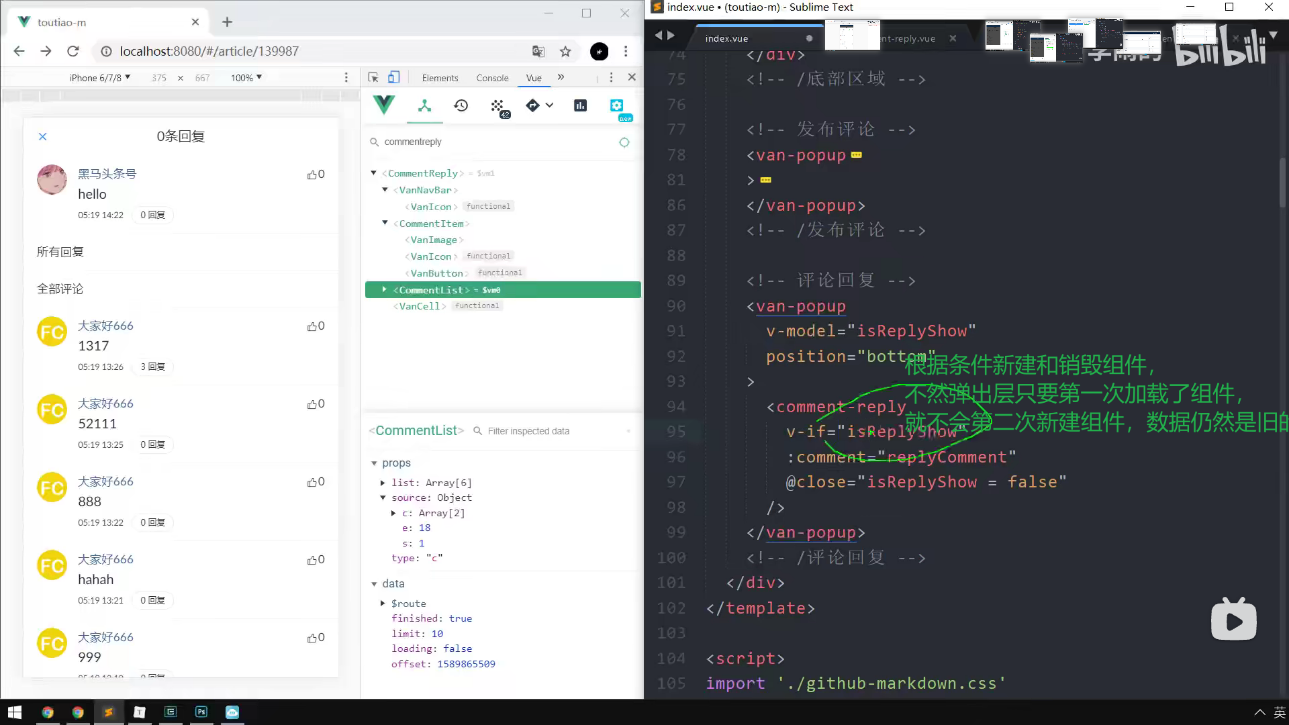 toutiao-m
localhost:8080/#/article/139987
iPhone 6/7/8 375 × 667 100%
Elements Console Vue »
commentreply
0条回复
黑马头条号
0
hello
05:19 14:22 0 回复
所有回复
全部评论
大家好666
0
1317
05:19 13:26 3 回复
大家好666
0
52111
05:19 13:25 0 回复
大家好666
0
888
05:19 13:22 0 回复
大家好666
0
hahah
05:19 13:21 0 回复
大家好666
0
999
FC
FC
FC
FC
FC
<CommentReply> = $vm1
<VanNavBar>
<VanIcon> functional
<CommentItem>
<VanImage>
<VanIcon> functional
<VanButton> functional
<CommentList> = $vm0
<VanCell> functional
<CommentList> Filter inspected data
props
list: Array[6]
source: Object
c: Array[2]
e: 18
s: 1
type: "c"
data
$route
finished: true
limit: 10
loading: false
offset: 1589865509
index.vue • (toutiao-m) - Sublime Text
index.vue
-reply.vue
bilibili
74 </div>
75 <!-- /底部区域 -->
76
77 <!-- 发布评论 -->
78 <van-popup
81 >
86 </van-popup>
87 <!-- /发布评论 -->
88
89 <!-- 评论回复 -->
90 <van-popup
91 v-model="isReplyShow"
92 position="bottom"
93 >
94 <comment-reply
95 v-if="isReplyShow"
96 :comment="replyComment"
97 @close="isReplyShow = false"
98 />
99 </van-popup>
100 <!-- /评论回复 -->
101 </div>
102 </template>
103
104 <script>
105 import './github-markdown.css'
根据条件新建和销毁组件，
不然弹出层只要第一次加载了组件，
就不会第二次新建组件，数据仍然是旧的
英